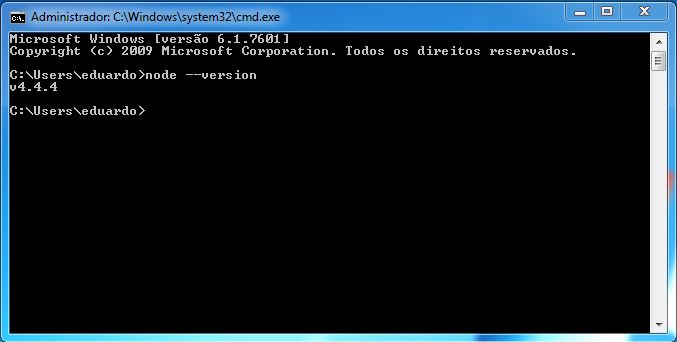 Administrador: C:\Windows\system32\cmd.exe
Microsoft Windows [versão 6.1.7601]
Copyright (c) 2009 Microsoft Corporation. Todos os direitos reservados.
C:\Users\eduardo>node --version
v4.4.4
C:\Users\eduardo>